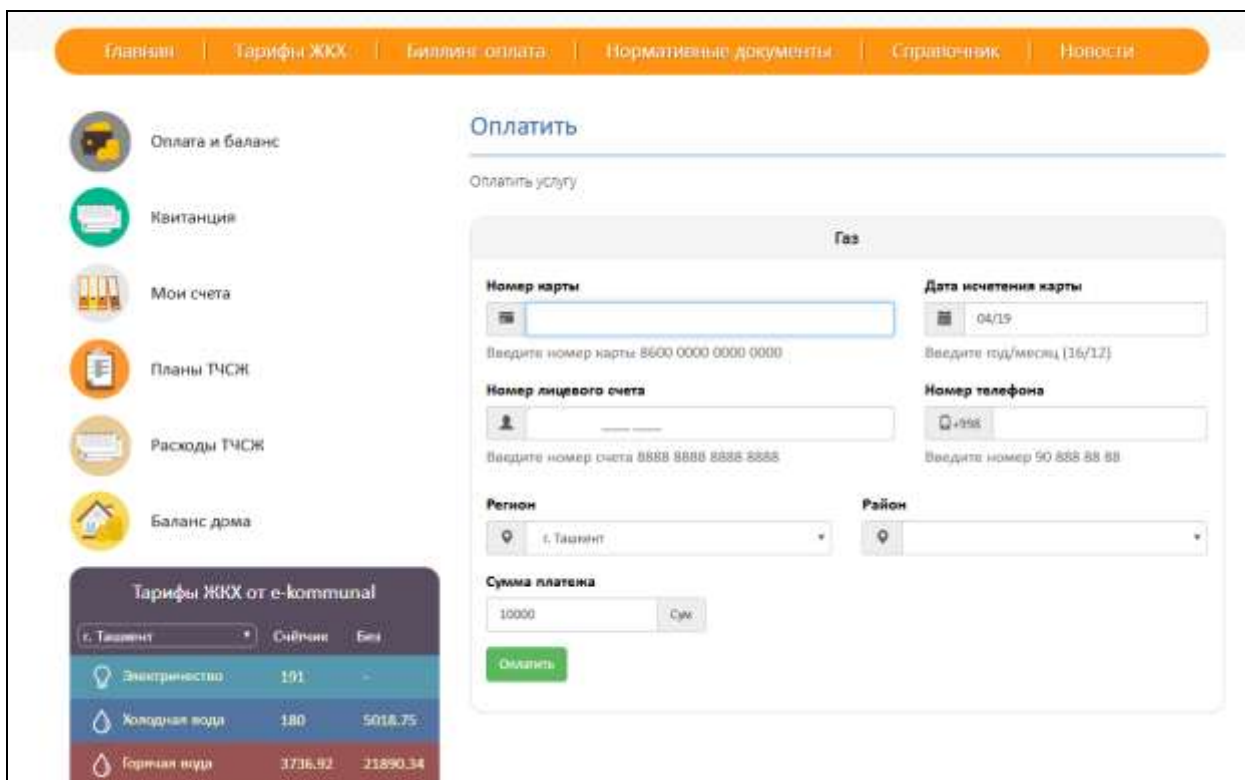 Главная Тарифы ЖКХ Биллинг оплата Нормативные документы Справочник Новости
Оплата и баланс
Квитанция
Мои счета
Планы ТЧСЖ
Расходы ТЧСЖ
Баланс дома
Тарифы ЖКХ от e-kommunal
г. Ташкент Счётчик Без
Электричество 191 -
Холодная вода 180 5018.75
Горячая вода 3736.92 21890.34
Оплатить
Оплатить услугу
Газ
Номер карты Дата исчетения карты
04/19
Введите номер карты 8600 0000 0000 0000 Введите год/месяц (16/12)
Номер лицевого счета Номер телефона
____ ____ +998
Введите номер счета 8888 8888 8888 8888 Введите номер 90 888 88 88
Регион Район
г. Ташкент
Сумма платежа
10000 Сум
Оплатить